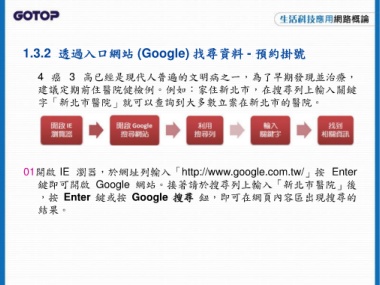 GOTOP
生活科技應用網路概論
1.3.2 透過入口網站 (Google) 找尋資料 - 預約掛號
4 癌 3 高已經是現代人普遍的文明病之一，為了早期發現並治療，
建議定期前往醫院健檢例。例如：家住新北市，在搜尋列上輸入關鍵
字「新北市醫院」就可以查詢到大多數立案在新北市的醫院。
開啟 IE
瀏覽器
開啟 Google
搜尋網站
利用
搜尋列
輸入
關鍵字
找到
相關資訊
01開啟 IE 瀏器，於網址列輸入「http://www.google.com.tw/」按 Enter
鍵即可開啟 Google 網站。接著請於搜尋列上輸入「新北市醫院」後
，按 Enter 鍵或按 Google 搜尋 鈕，即可在網頁內容區出現搜尋的
結果。